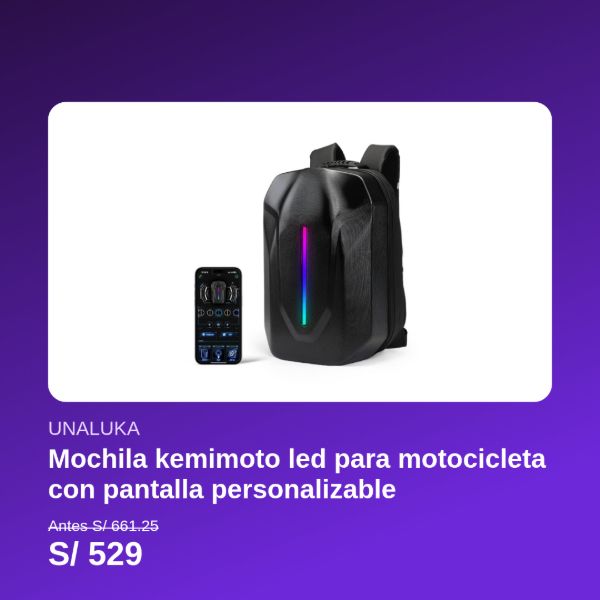 UNALUKA
Mochila kemimoto led para motocicleta
con pantalla personalizable
Antes S/ 661.25
S/ 529